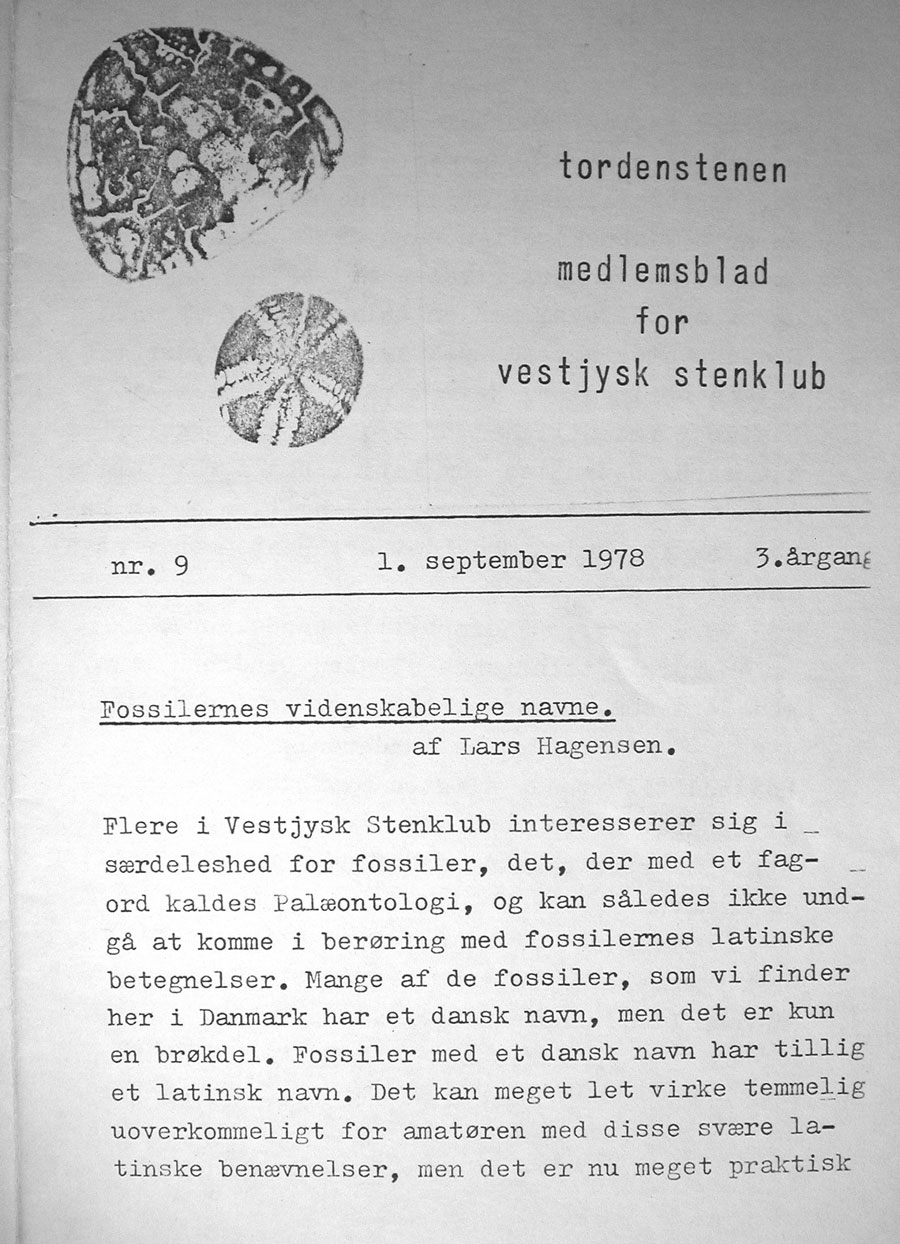 tordenstenen
medlemsblad
for
vestjysk stenklub
nr. 9 1. september 1978 3.årgang
Fossilernes videnskabelige navne.
af Lars Hagensen.
Flere i Vestjysk Stenklub interesserer sig i _
særdeleshed for fossiler, det, der med et fag-
ord kaldes Palæontologi, og kan således ikke und-
gå at komme i berøring med fossilernes latinske
betegnelser. Mange af de fossiler, som vi finder
her i Danmark har et dansk navn, men det er kun
en brøkdel. Fossiler med et dansk navn har tillig
et latinsk navn. Det kan meget let virke temmelig
uoverkommeligt for amatøren med disse svære la-
tinske benævnelser, men det er nu meget praktisk